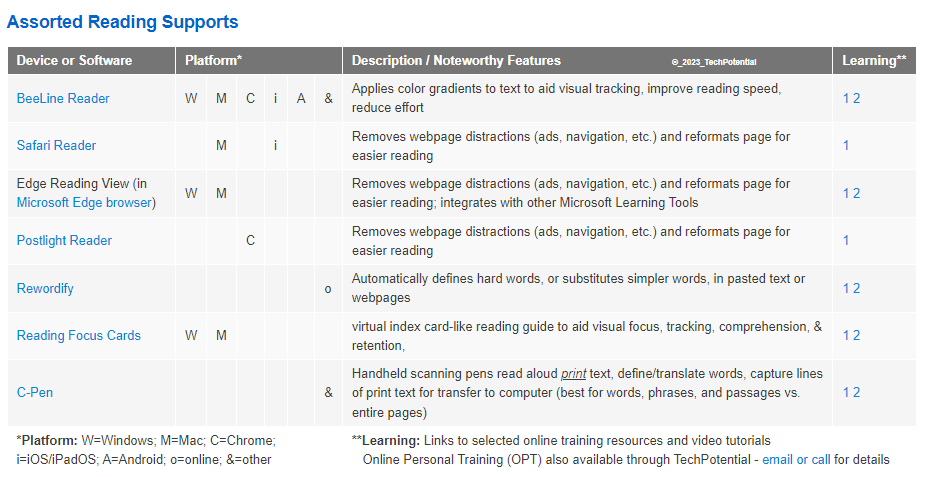 Assorted Reading Supports
Device or Software Platform* Description / Noteworthy Features ©_2023_TechPotential Learning**
BeeLine Reader W M C i A & Applies color gradients to text to aid visual tracking, improve reading speed, reduce effort 1 2
Safari Reader M i Removes webpage distractions (ads, navigation, etc.) and reformats page for easier reading 1
Edge Reading View (in Microsoft Edge browser) W M Removes webpage distractions (ads, navigation, etc.) and reformats page for easier reading; integrates with other Microsoft Learning Tools 1 2
Postlight Reader C Removes webpage distractions (ads, navigation, etc.) and reformats page for easier reading 1
Rewordify o Automatically defines hard words, or substitutes simpler words, in pasted text or webpages 1 2
Reading Focus Cards W M virtual index card-like reading guide to aid visual focus, tracking, comprehension, & retention, 1 2
C-Pen & Handheld scanning pens read aloud print text, define/translate words, capture lines of print text for transfer to computer (best for words, phrases, and passages vs. entire pages) 1 2
*Platform: W=Windows; M=Mac; C=Chrome;
i=iOS/iPadOS; A=Android; o=online; &=other
**Learning: Links to selected online training resources and video tutorials
Online Personal Training (OPT) also available through TechPotential - email or call for details